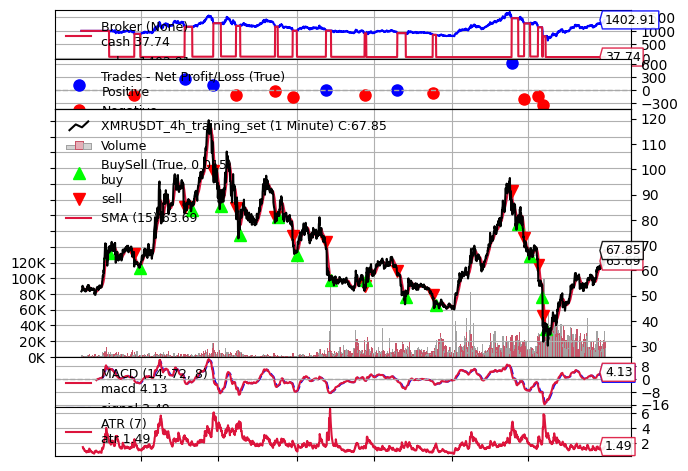 Broker (None)
cash 37.74
1000
500
0
1402.91
37.74
Trades - Net Profit/Loss (True)
Positive
Negative
600
300
0
−300
XMRUSDT_4h_training_set (1 Minute) C:67.85
Volume
BuySell (True, 0.015)
buy
sell
SMA (15) 63.69
120
110
100
90
80
70
60
50
40
30
67.85
63.69
120K
100K
80K
60K
40K
20K
0K
MACD (14, 72, 8)
macd 4.13
signal 3.49
8
0
−8
−16
4.13
ATR (7)
atr 1.49
6
4
2
1.49